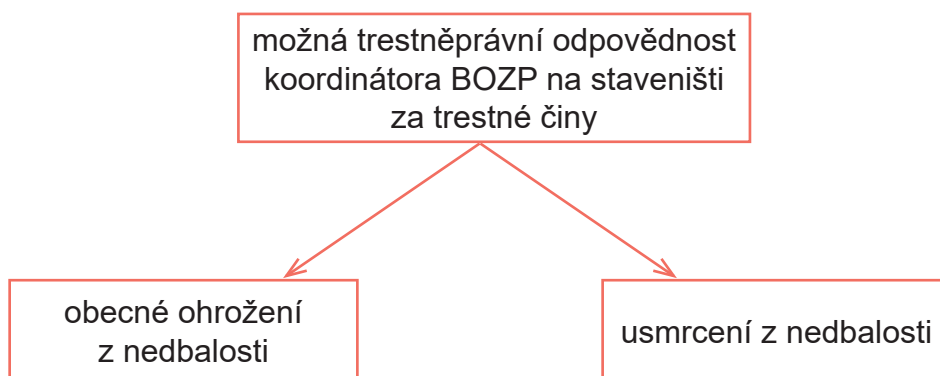 možná trestněprávní odpovědnost
koordinátora BOZP na staveništi
za trestné činy
obecné ohrožení
z nedbalosti
usmrcení z nedbalosti